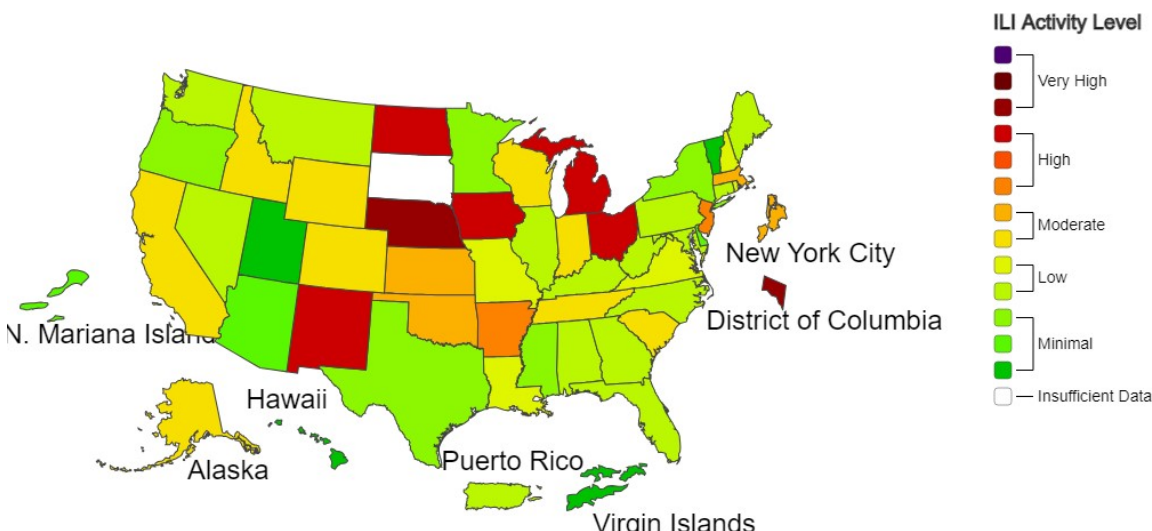 ILI Activity Level
Very High
High
Moderate
Low
Minimal
Insufficient Data
New York City
District of Columbia
N. Mariana Island
Hawaii
Alaska
Puerto Rico
Virgin Islands